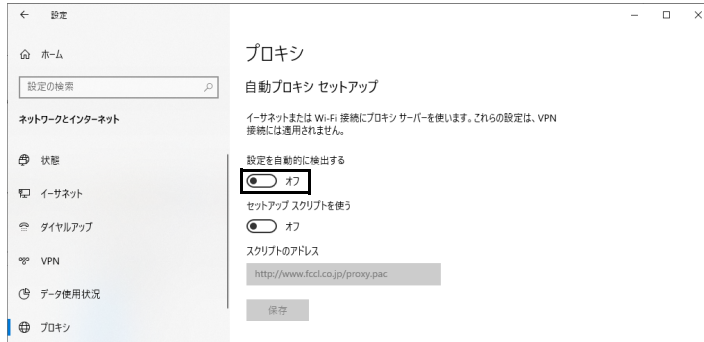 設定
ホーム
設定の検索
ネットワークとインターネット
状態
イーサネット
ダイヤルアップ
VPN
データ使用状況
プロキシ
プロキシ
自動プロキシ セットアップ
イーサネットまたは Wi-Fi 接続にプロキシ サーバーを使います。これらの設定は、VPN
接続には適用されません。
設定を自動的に検出する
オフ
セットアップ スクリプトを使う
オフ
スクリプトのアドレス
http://www.fccl.co.jp/proxy.pac
保存